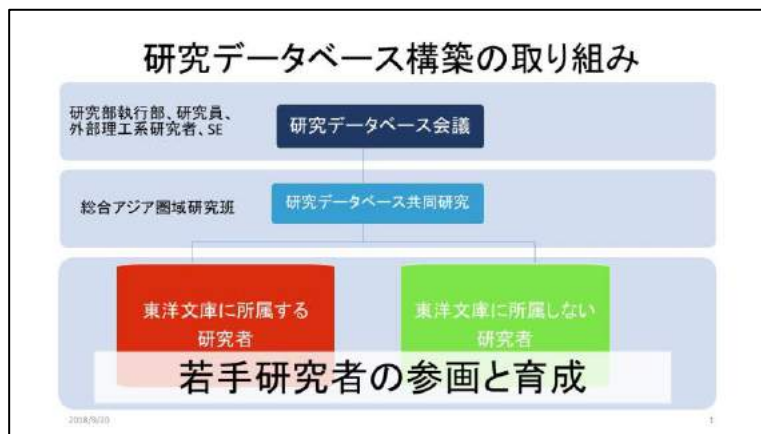 研究データベース構築の取り組み
研究部執行部、研究員、
外部理工系研究者、SE
研究データベース会議
総合アジア圏域研究班
研究データベース共同研究
東洋文庫に所属する
研究者
東洋文庫に所属しない
研究者
若手研究者の参画と育成
2018/9/20
1